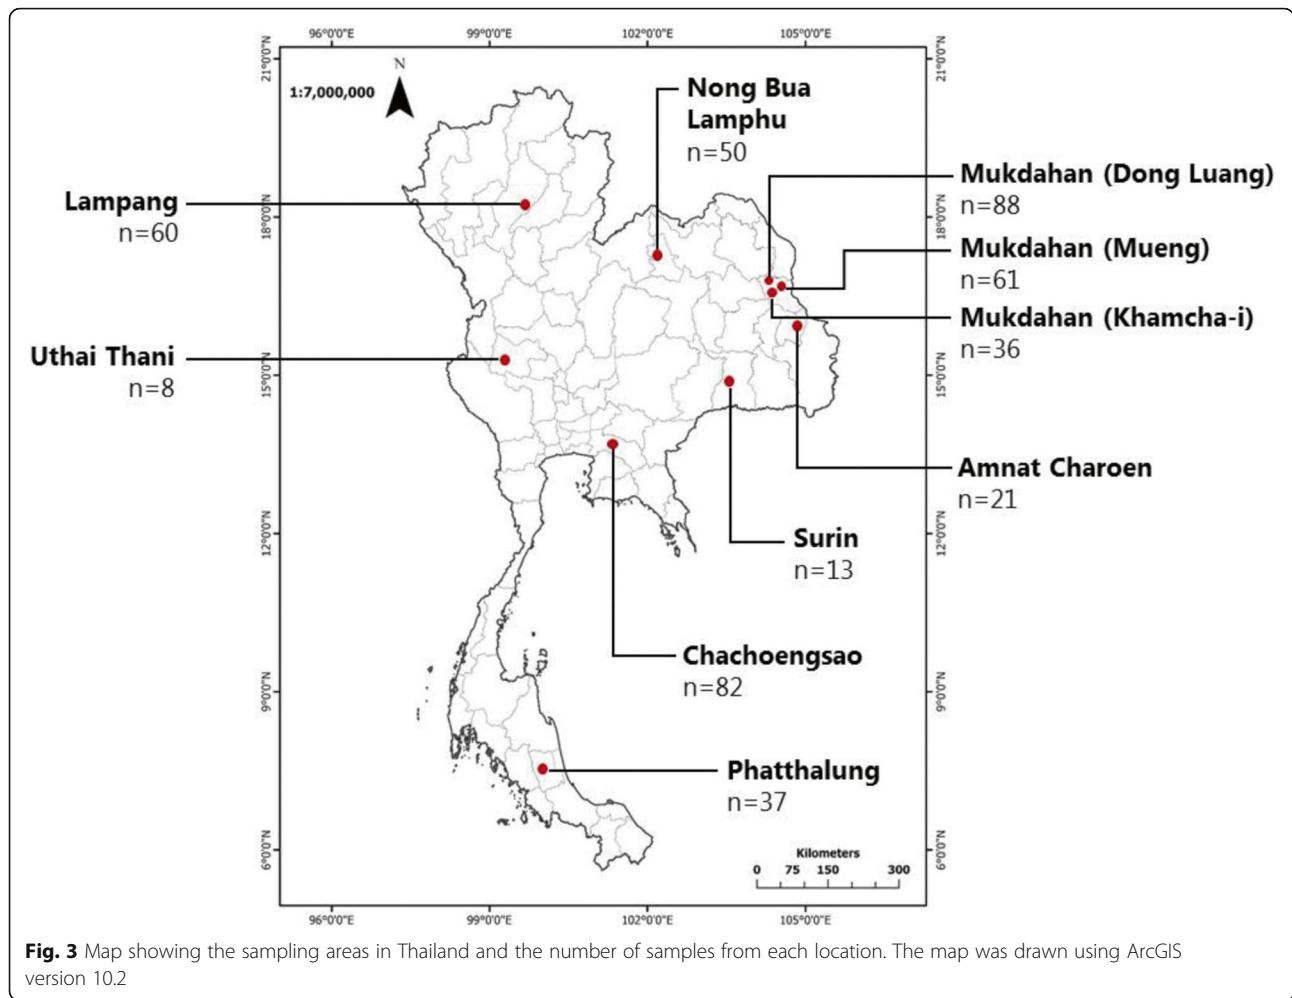 96°0'0"E 99°0'0"E 102°0'0"E 105°0'0"E
21°0'0"N
21°0'0"N
N
1:7,000,000
Nong Bua
Lamphu
n=50
Mukdahan (Dong Luang)
n=88
Lampang
n=60
18°0'0"N
18°0'0"N
Mukdahan (Mueng)
n=61
Mukdahan (Khamcha-i)
n=36
Uthai Thani
n=8
15°0'0"N
15°0'0"N
Amnat Charoen
n=21
12°0'0"N
12°0'0"N
Surin
n=13
Chachoengsao
n=82
9°0'0"N
9°0'0"N
Phatthalung
n=37
6°0'0"N
6°0'0"N
Kilometers
0 75 150 300
96°0'0"E 99°0'0"E 102°0'0"E 105°0'0"E
Fig. 3 Map showing the sampling areas in Thailand and the number of samples from each location. The map was drawn using ArcGIS
version 10.2